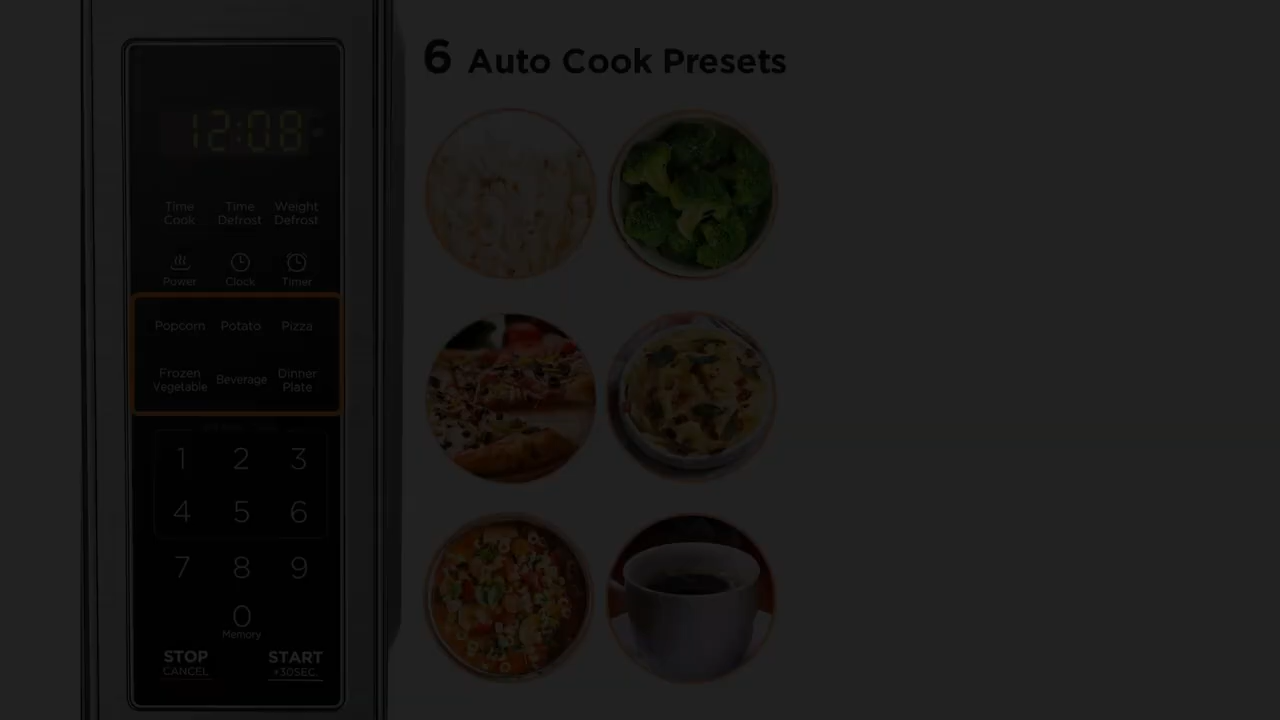 6 Auto Cook Presets
12:08
Time Cook
Time Defrost
Weight Defrost
Power
Clock
Timer
Popcorn
Potato
Pizza
Frozen Vegetable
Beverage
Dinner Plate
1 2 3
4 5 6
7 8 9
0
Memory
STOP
CANCEL
START
+30SEC.